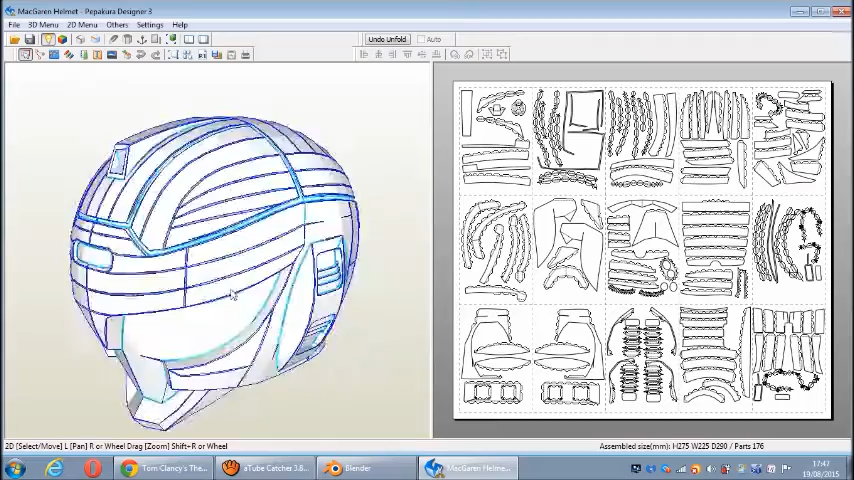 MacGaren Helmet - Pepakura Designer 3
File 3D Menu 2D Menu Others Settings Help
Undo Unfold Auto
2D [Select/Move] L [Pan] R or Wheel Drag [Zoom] Shift+R or Wheel
Assembled size(mm): H275 W225 D290 / Parts 176
Tom Clancy's The... aTube Catcher 3.8... Blender MacGaren Helme...
17:47
19/08/2015